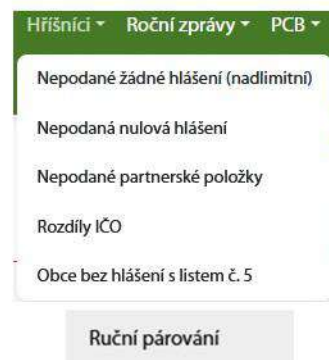 Hříšníci Roční zprávy PCB
Nepodané žádné hlášení (nadlimitní)
Nepodaná nulová hlášení
Nepodané partnerské položky
Rozdíly IČO
Obce bez hlášení s listem č. 5
Ruční párování